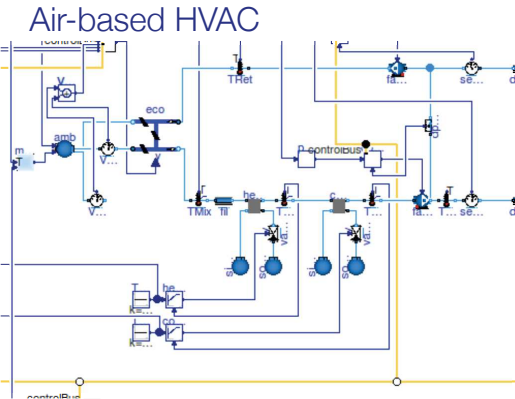 Air-based HVAC
controlBus
TRet
fa...
se...
d
V
eco
amb
m
V...
V...
dp...
p
controlBus
TMix
fil
he...
T...
c...
T...
fa...
T...
se...
d
va...
va...
si...
so...
si...
so...
T
he
k=...
co
k=...
controlBus